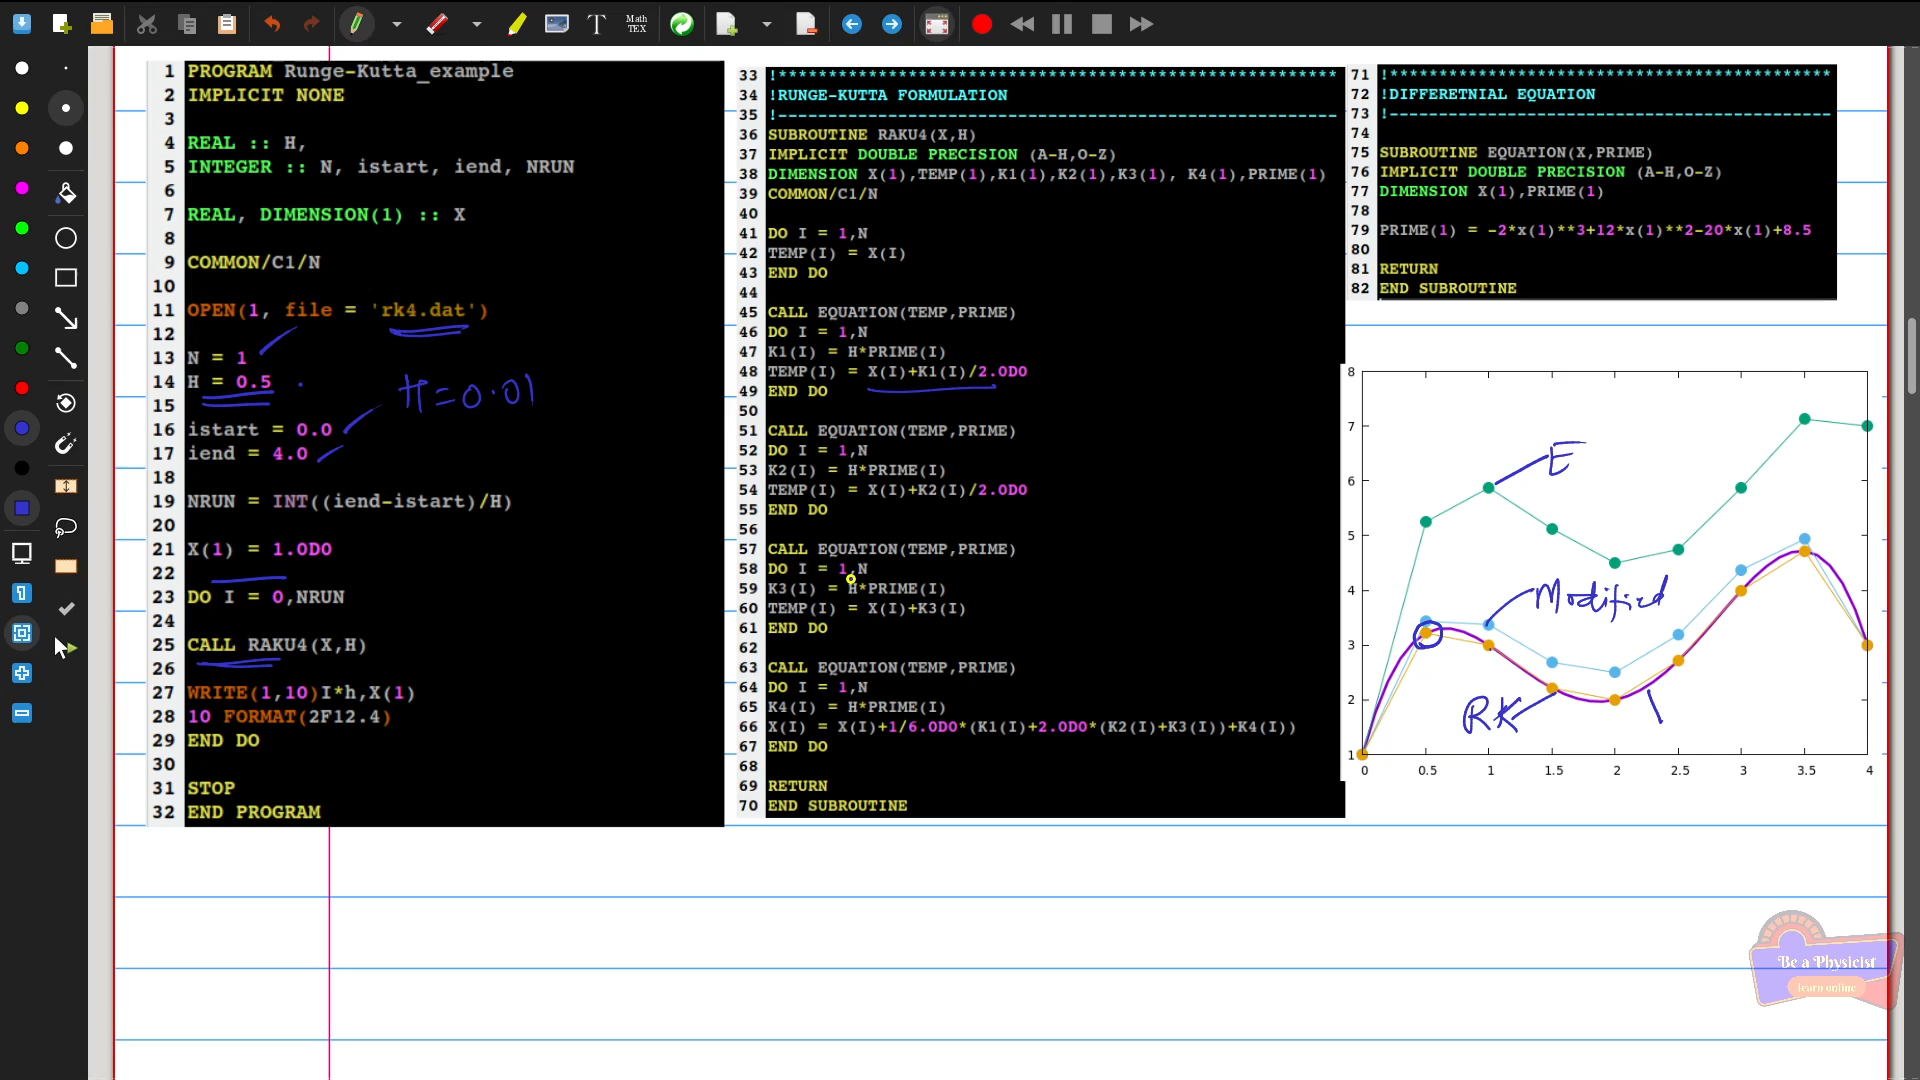 Math
TEX
T
1 PROGRAM Runge-Kutta_example
2 IMPLICIT NONE
3
4 REAL :: H,
5 INTEGER :: N, istart, iend, NRUN
6
7 REAL, DIMENSION(1) :: X
8
9 COMMON/C1/N
10
11 OPEN(1, file = 'rk4.dat')
12
13 N = 1
14 H = 0.5
15
16 istart = 0.0
17 iend = 4.0
18
19 NRUN = INT((iend-istart)/H)
20
21 X(1) = 1.0D0
22
23 DO I = 0,NRUN
24
25 CALL RAKU4(X,H)
26
27 WRITE(1,10)I*h,X(1)
28 10 FORMAT(2F12.4)
29 END DO
30
31 STOP
32 END PROGRAM
H=0.01
33 !********************************************************
34 !RUNGE-KUTTA FORMULATION
35 !--------------------------------------------------------
36 SUBROUTINE RAKU4(X,H)
37 IMPLICIT DOUBLE PRECISION (A-H,O-Z)
38 DIMENSION X(1),TEMP(1),K1(1),K2(1),K3(1), K4(1),PRIME(1)
39 COMMON/C1/N
40
41 DO I = 1,N
42 TEMP(I) = X(I)
43 END DO
44
45 CALL EQUATION(TEMP,PRIME)
46 DO I = 1,N
47 K1(I) = H*PRIME(I)
48 TEMP(I) = X(I)+K1(I)/2.0D0
49 END DO
50
51 CALL EQUATION(TEMP,PRIME)
52 DO I = 1,N
53 K2(I) = H*PRIME(I)
54 TEMP(I) = X(I)+K2(I)/2.0D0
55 END DO
56
57 CALL EQUATION(TEMP,PRIME)
58 DO I = 1,N
59 K3(I) = H*PRIME(I)
60 TEMP(I) = X(I)+K3(I)
61 END DO
62
63 CALL EQUATION(TEMP,PRIME)
64 DO I = 1,N
65 K4(I) = H*PRIME(I)
66 X(I) = X(I)+1/6.0D0*(K1(I)+2.0D0*(K2(I)+K3(I))+K4(I))
67 END DO
68
69 RETURN
70 END SUBROUTINE
71 !********************************************
72 !DIFFERETNIAL EQUATION
73 !--------------------------------------------
74
75 SUBROUTINE EQUATION(X,PRIME)
76 IMPLICIT DOUBLE PRECISION (A-H,O-Z)
77 DIMENSION X(1),PRIME(1)
78
79 PRIME(1) = -2*x(1)**3+12*x(1)**2-20*x(1)+8.5
80
81 RETURN
82 END SUBROUTINE
8
7
6
5
4
3
2
1
E
Modified
RK
0 0.5 1 1.5 2 2.5 3 3.5 4
Be a Physicist
learn online